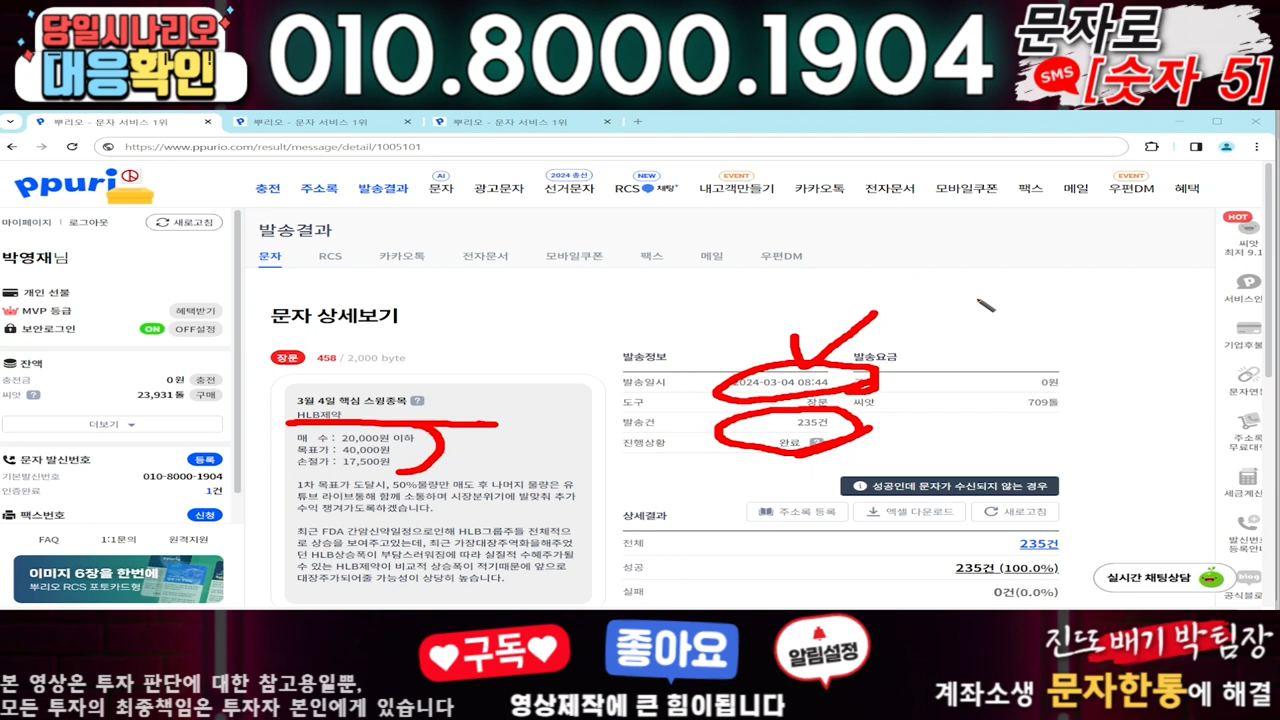 당일시나리오
대응확인
010.8000.1904
문자로
SMS
[숫자 5]
뿌리오 - 문자 서비스 1위
뿌리오 - 문자 서비스 1위
뿌리오 - 문자 서비스 1위
https://www.ppurio.com/result/message/detail/1005101
ppuri
충전
주소록
발송결과
AI
문자
광고문자
2024 총선
선거문자
NEW
RCS 채팅+
EVENT
내고객만들기
카카오톡
전자문서
모바일쿠폰
팩스
메일
EVENT
우편DM
혜택
마이페이지 | 로그아웃
새로고침
박영재님
개인 선불
MVP 등급
혜택받기
보안로그인
ON
OFF설정
잔액
충전금
0원
충전
씨앗 ?
23,931 톨
구매
더보기
문자 발신번호
등록
기본발신번호
010-8000-1904
인증완료
1건
팩스번호
신청
FAQ
1:1문의
원격지원
이미지 6장을 한번에
뿌리오 RCS 포토카드형
발송결과
문자
RCS
카카오톡
전자문서
모바일쿠폰
팩스
메일
우편DM
문자 상세보기
장문
458 / 2,000 byte
3월 4일 핵심 스윙종목 ?
HLB제약
매 수 : 20,000원 이하
목표가 : 40,000원
손절가 : 17,500원
1차 목표가 도달시, 50%물량만 매도 후 나머지 물량은 유
튜브 라이브통해 함께 소통하며 시장분위기에 발맞춰 추가
수익 챙겨가도록하겠습니다.
최근 FDA 간암신약일정으로인해 HLB그룹주들 전체적으
로 상승을 보여주고있는데, 최근 가장대장주역화을해주었
던 HLB상승폭이 부담스러워짐에 따라 실질적 수혜주가될
수 있는 HLB제약이 비교적 상승폭이 적기때문에 앞으로
대장주가되어줄 가능성이 상당히 높습니다.
발송정보
발송일시
2024-03-04 08:44
도구
장문
발송건
235건
진행상황
완료 ?
발송요금
0원
씨앗
709톨
성공인데 문자가 수신되지 않는 경우
상세결과
주소록 등록
엑셀 다운로드
새로고침
전체
235건
성공
235건 (100.0%)
실패
0건(0.0%)
HOT
씨앗
최저 9.1
서비스인
기업후불
문자연동
주소록
무료대행
세금계산
발신번호
등록안내
blog
공식블로
실시간 채팅상담
구독
좋아요
알림설정
영상제작에 큰 힘이됩니다
본 영상은 투자 판단에 대한 참고용일뿐,
모든 투자의 최종책임은 투자자 본인에게 있습니다
진또배기 박팀장
계좌소생 문자한통에 해결